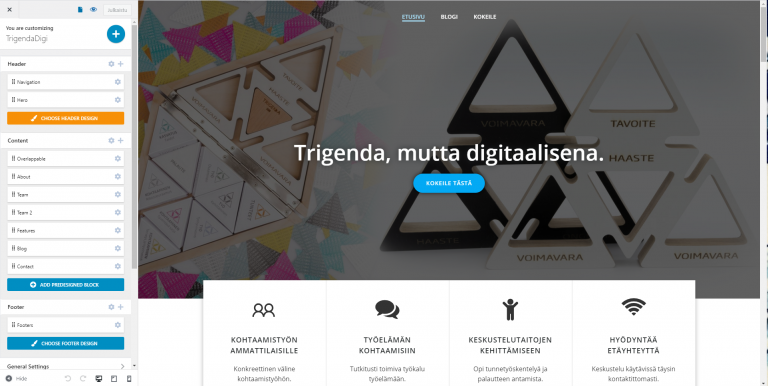 Julkaistu
You are customizing
TrigendaDigi
Header
Navigation
Hero
CHOOSE HEADER DESIGN
Content
Overlappable
About
Team
Team 2
Features
Blog
Contact
ADD PREDESIGNED BLOCK
Footer
Footers
CHOOSE FOOTER DESIGN
General Settings
Hide
ETUSIVU BLOGI KOKEILE
VOIMAVARA
TAVOITE
HAASTE
Trigenda, mutta digitaalisena.
KOKEILE TÄSTÄ
HAASTE
VOIMAVARA
VOIMAVARA
KOHTAAMISTYÖN
AMMATTILAISILLE
Konkreettinen väline
kohtaamistyöhön.
TYÖELÄMÄN
KOHTAAMISIIN
Tutkitusti toimiva työkalu
työelämään.
KESKUSTELUTAITOJEN
KEHITTÄMISEEN
Opi tunnetyöskentelyä ja
palautteen antamista.
HYÖDYNTÄÄ
ETÄYHTEYTTÄ
Keskustelu käytävissä täysin
kontaktittomasti.